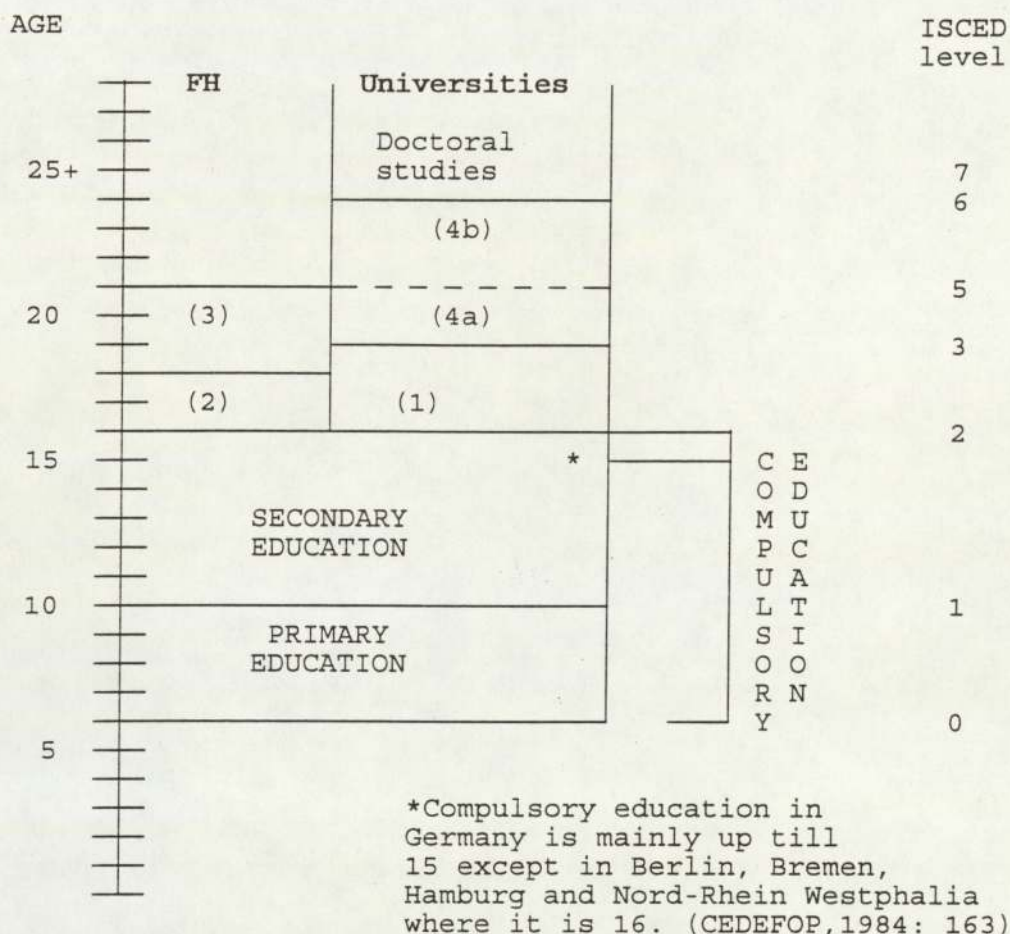 AGE
ISCED
level
FH Universities
Doctoral
studies
25+ 7
6
(4b)
5
20 (3) (4a)
3
(2) (1)
2
15 *
COMPULSORY
EDUCATION
SECONDARY
EDUCATION
10 1
PRIMARY
EDUCATION
0
5
*Compulsory education in
Germany is mainly up till
15 except in Berlin, Bremen,
Hamburg and Nord-Rhein Westphalia
where it is 16. (CEDEFOP,1984: 163)